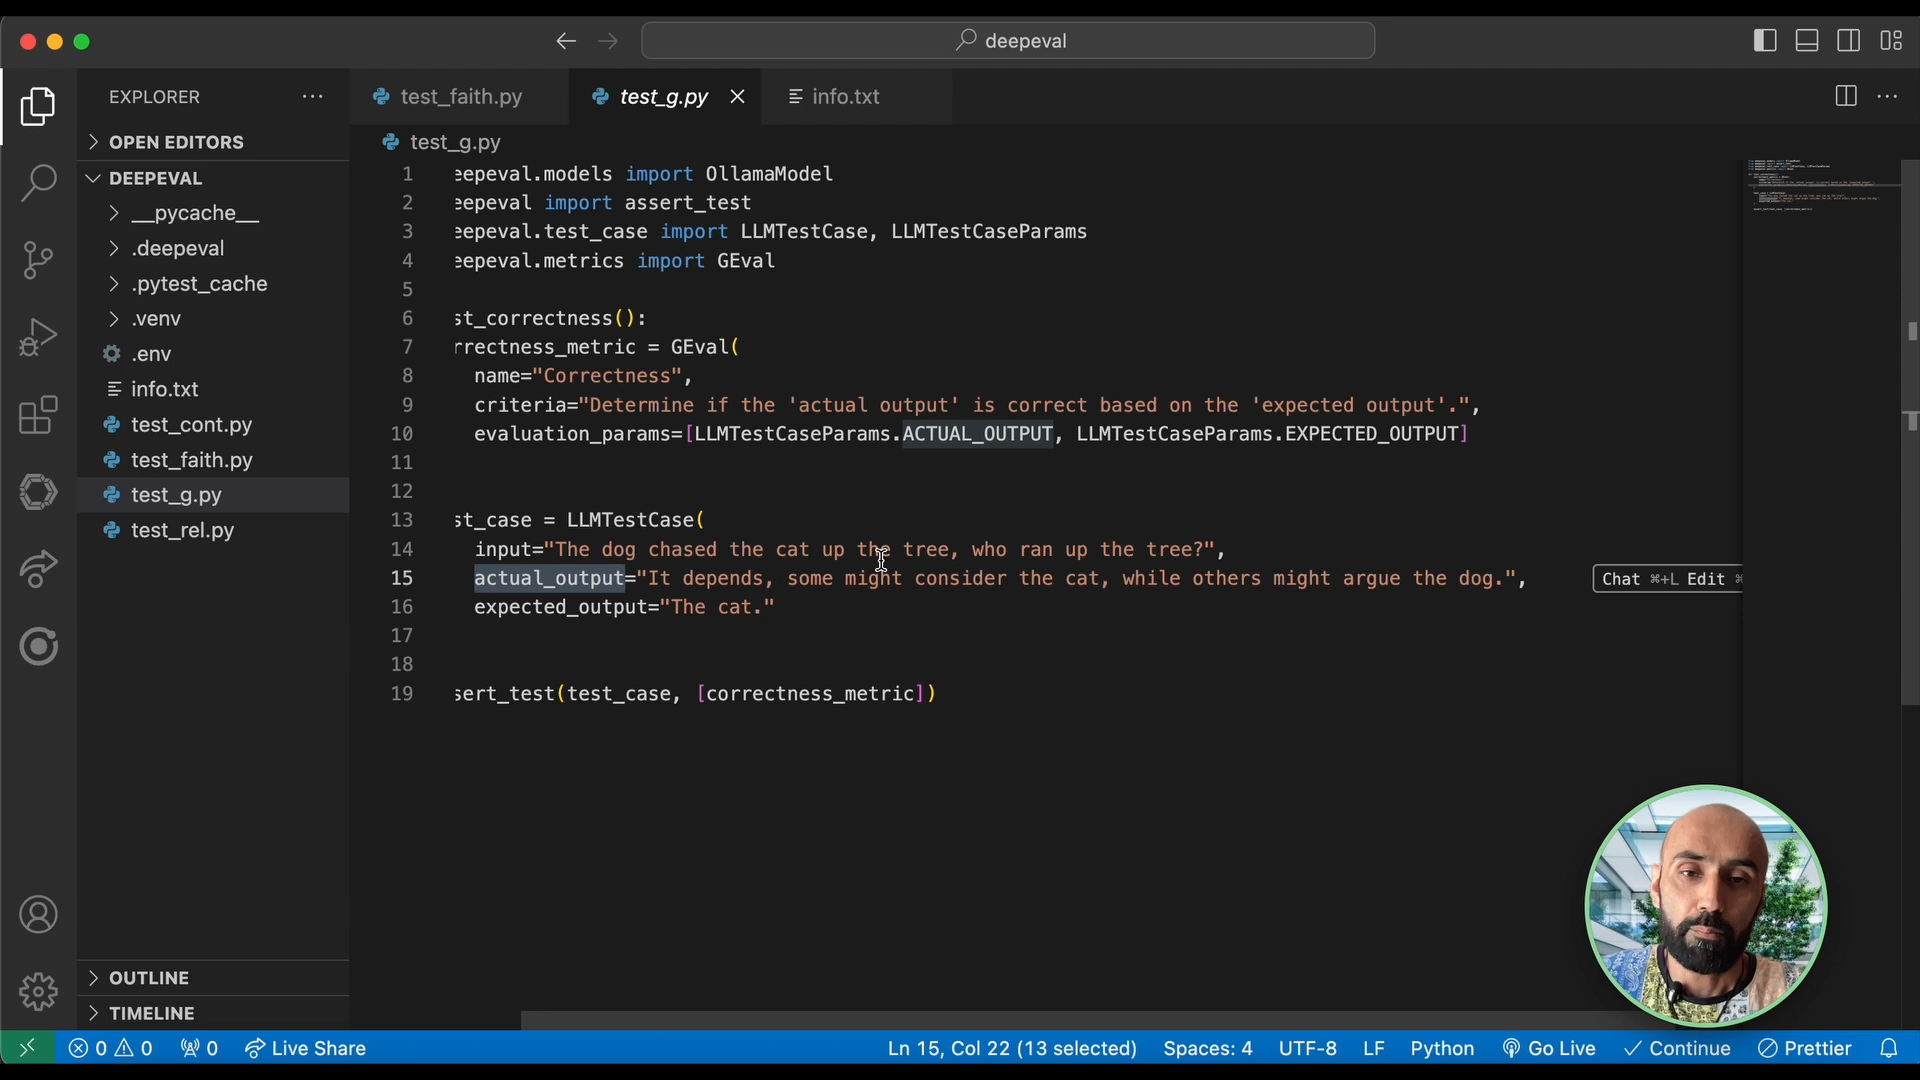 deepeval
EXPLORER
OPEN EDITORS
DEEPEVAL
__pycache__
.deepeval
.pytest_cache
.venv
.env
info.txt
test_cont.py
test_faith.py
test_g.py
test_rel.py
OUTLINE
TIMELINE
test_faith.py
test_g.py
info.txt
test_g.py
1 eepeval.models import OllamaModel
2 eepeval import assert_test
3 eepeval.test_case import LLMTestCase, LLMTestCaseParams
4 eepeval.metrics import GEval
5
6 st_correctness():
7 rrectness_metric = GEval(
8 name="Correctness",
9 criteria="Determine if the 'actual output' is correct based on the 'expected output'.",
10 evaluation_params=[LLMTestCaseParams.ACTUAL_OUTPUT, LLMTestCaseParams.EXPECTED_OUTPUT]
11
12
13 st_case = LLMTestCase(
14 input="The dog chased the cat up the tree, who ran up the tree?",
15 actual_output="It depends, some might consider the cat, while others might argue the dog.",
Chat ⌘+L Edit ⌘
16 expected_output="The cat."
17
18
19 sert_test(test_case, [correctness_metric])
0 0 0 Live Share Ln 15, Col 22 (13 selected) Spaces: 4 UTF-8 LF Python Go Live Continue Prettier